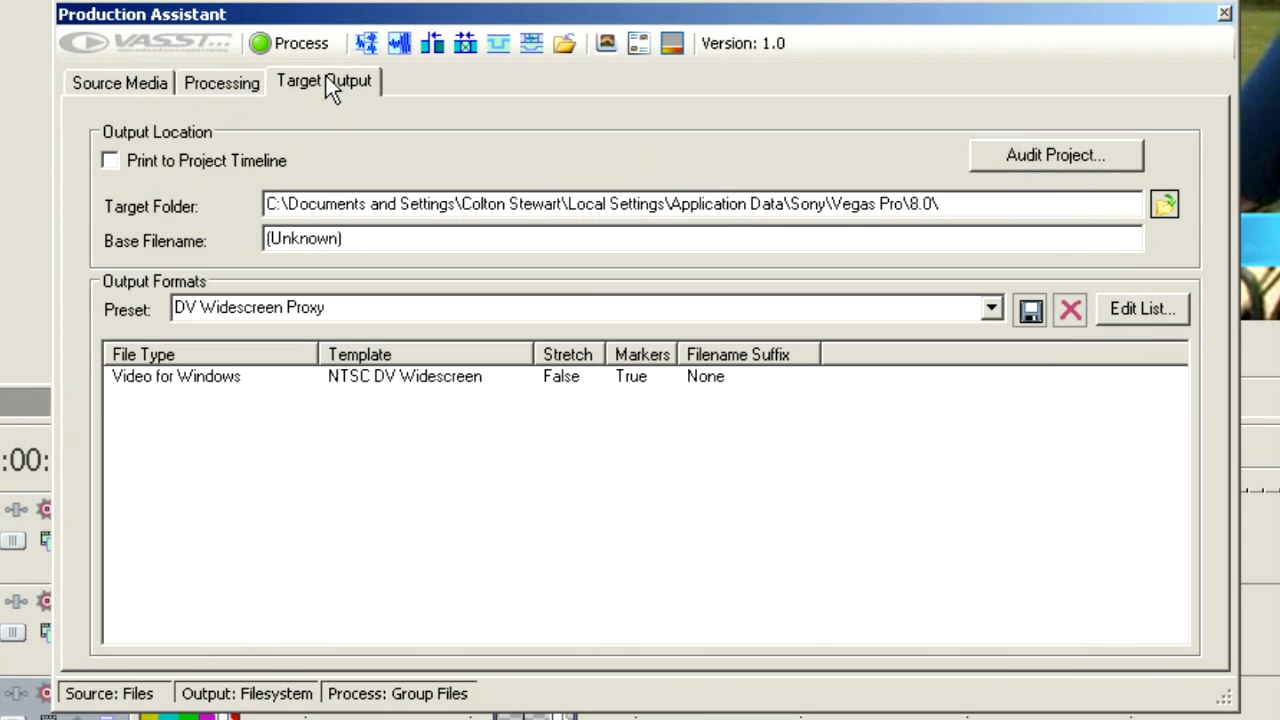 Production Assistant
VASST... Process Version: 1.0
Source Media Processing Target Output
Output Location
Print to Project Timeline Audit Project...
Target Folder: C:\Documents and Settings\Colton Stewart\Local Settings\Application Data\Sony\Vegas Pro\8.0\
Base Filename: (Unknown)
Output Formats
Preset: DV Widescreen Proxy Edit List...
File Type Template Stretch Markers Filename Suffix
Video for Windows NTSC DV Widescreen False True None
:00:
Source: Files Output: Filesystem Process: Group Files